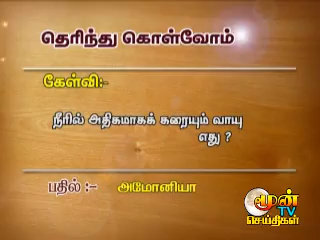 தெரிந்து கொள்வோம்
கேள்வி:-
நீரில் அதிகமாகக் கரையும் வாயு
எது ?
பதில் :- அமோனியா
மூன்
TV
செய்திகள்